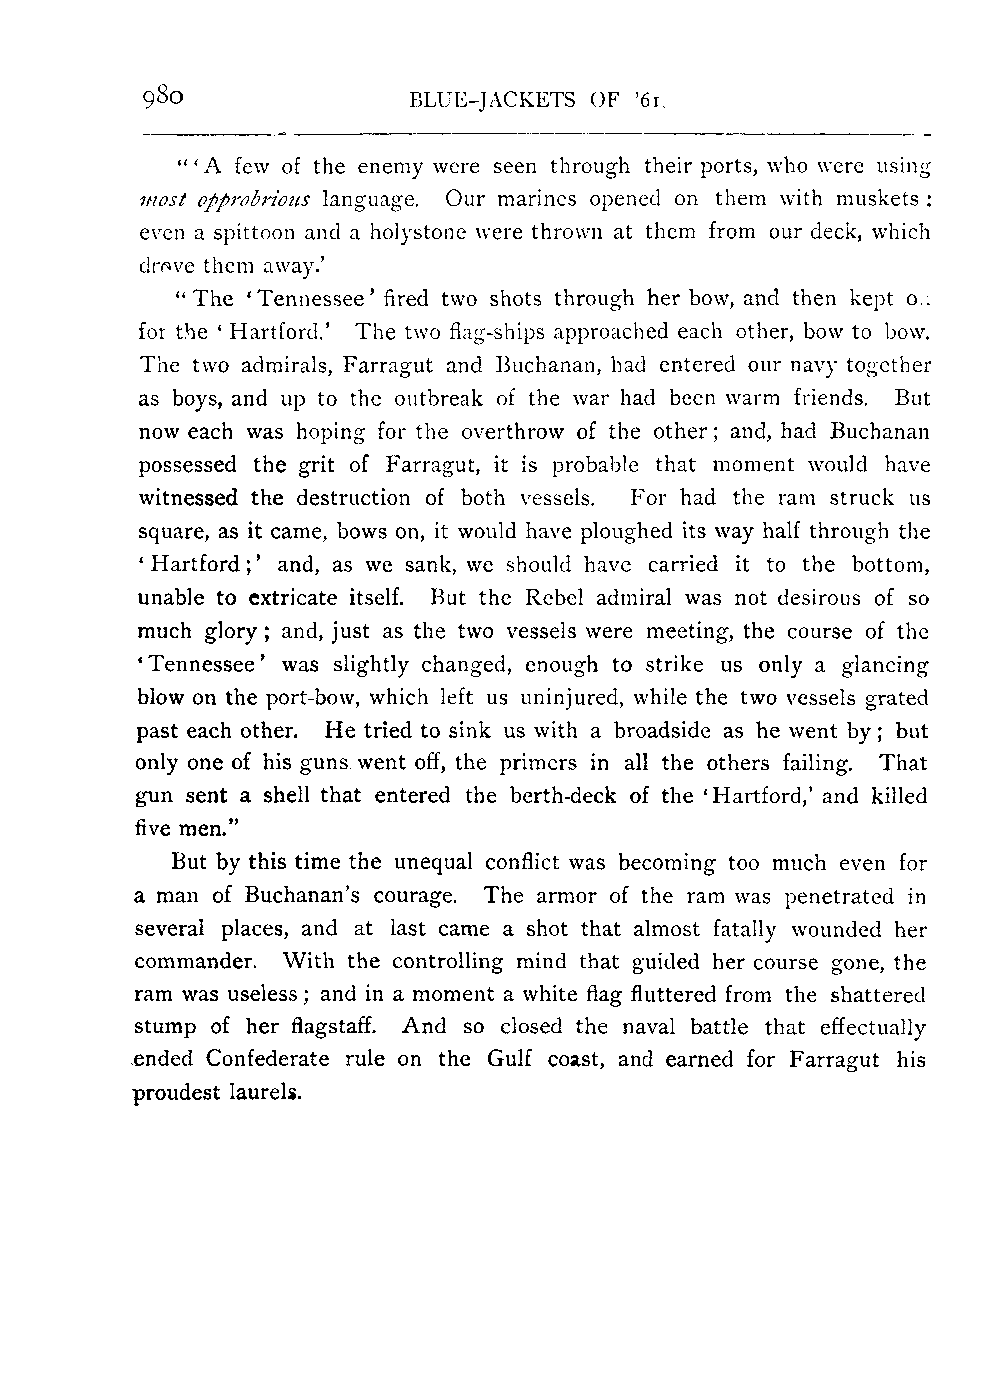 980 BLUE-JACKETS OF '61.
"'A few of the enemy were seen through their ports, who were using
most opprobrious language. Our marines opened on them with muskets:
even a spittoon and a holystone were thrown at them from our deck, which
drove them away.'
"The 'Tennessee' fired two shots through her bow, and then kept
for the 'Hartford.' The two flag-ships approached each other, bow to bow.
The two admirals, Farragut and Buchanan, had entered our navy together
as boys, and up to the outbreak of the war had been warm friends. But
now each was hoping for the overthrow of the other; and, had Buchanan
possessed the grit of Farragut, it is probable that moment would have
witnessed the destruction of both vessels. For had the ram struck us
square, as it came, bows on, it would have ploughed its way half through the
'Hartford;' and, as we sank, we should have carried it to the bottom,
unable to extricate itself. But the Rebel admiral was not desirous of so
much glory; and, just as the two vessels were meeting, the course of the
'Tennessee' was slightly changed, enough to strike us only a glancing
blow on the port-bow, which left us uninjured, while the two vessels grated
past each other. He tried to sink us with a broadside as he went by; but
only one of his guns went off, the primers in all the others failing. That
gun sent a shell that entered the berth-deck of the 'Hartford,' and killed
five men."
But by this time the unequal conflict was becoming too much even for
a man of Buchanan's courage. The armor of the ram was penetrated in
several places, and at last came a shot that almost fatally wounded her
commander. With the controlling mind that guided her course gone, the
ram was useless; and in a moment a white flag fluttered from the shattered
stump of her flagstaff. And so closed the naval battle that effectually
ended Confederate rule on the Gulf coast, and earned for Farragut his
proudest laurels.